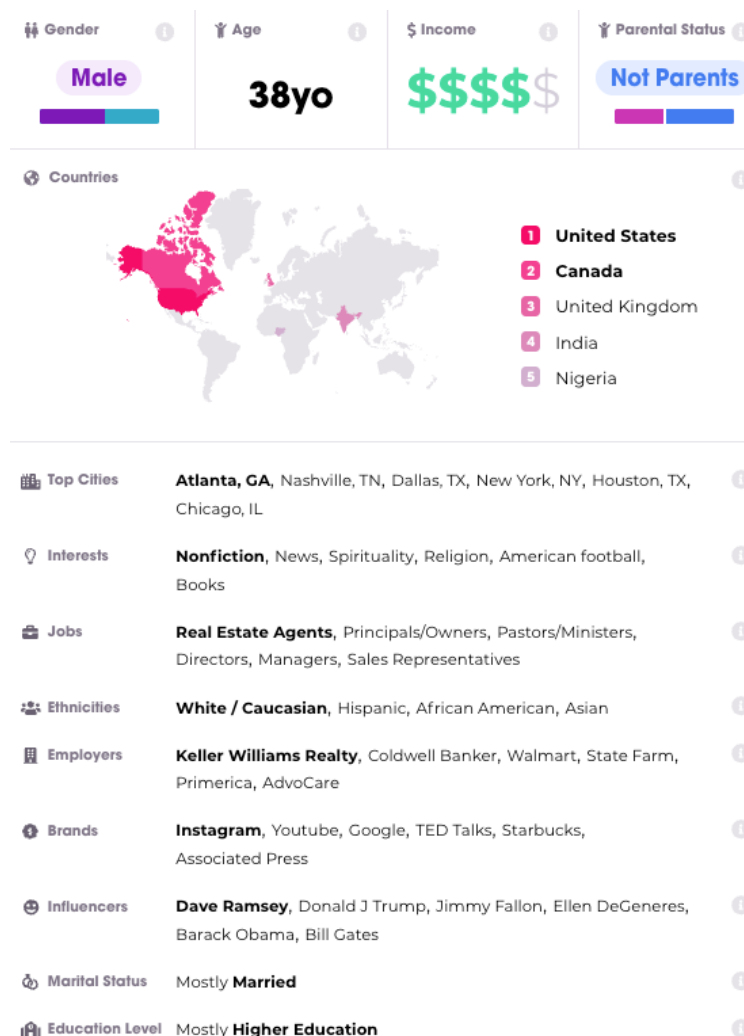 Gender
Male
Age
38yo
$ Income
$$$$$
Parental Status
Not Parents
Countries
1 United States
2 Canada
3 United Kingdom
4 India
5 Nigeria
Top Cities
Atlanta, GA, Nashville, TN, Dallas, TX, New York, NY, Houston, TX,
Chicago, IL
Interests
Nonfiction, News, Spirituality, Religion, American football,
Books
Jobs
Real Estate Agents, Principals/Owners, Pastors/Ministers,
Directors, Managers, Sales Representatives
Ethnicities
White / Caucasian, Hispanic, African American, Asian
Employers
Keller Williams Realty, Coldwell Banker, Walmart, State Farm,
Primerica, AdvoCare
Brands
Instagram, Youtube, Google, TED Talks, Starbucks,
Associated Press
Influencers
Dave Ramsey, Donald J Trump, Jimmy Fallon, Ellen DeGeneres,
Barack Obama, Bill Gates
Marital Status
Mostly Married
Education Level
Mostly Higher Education